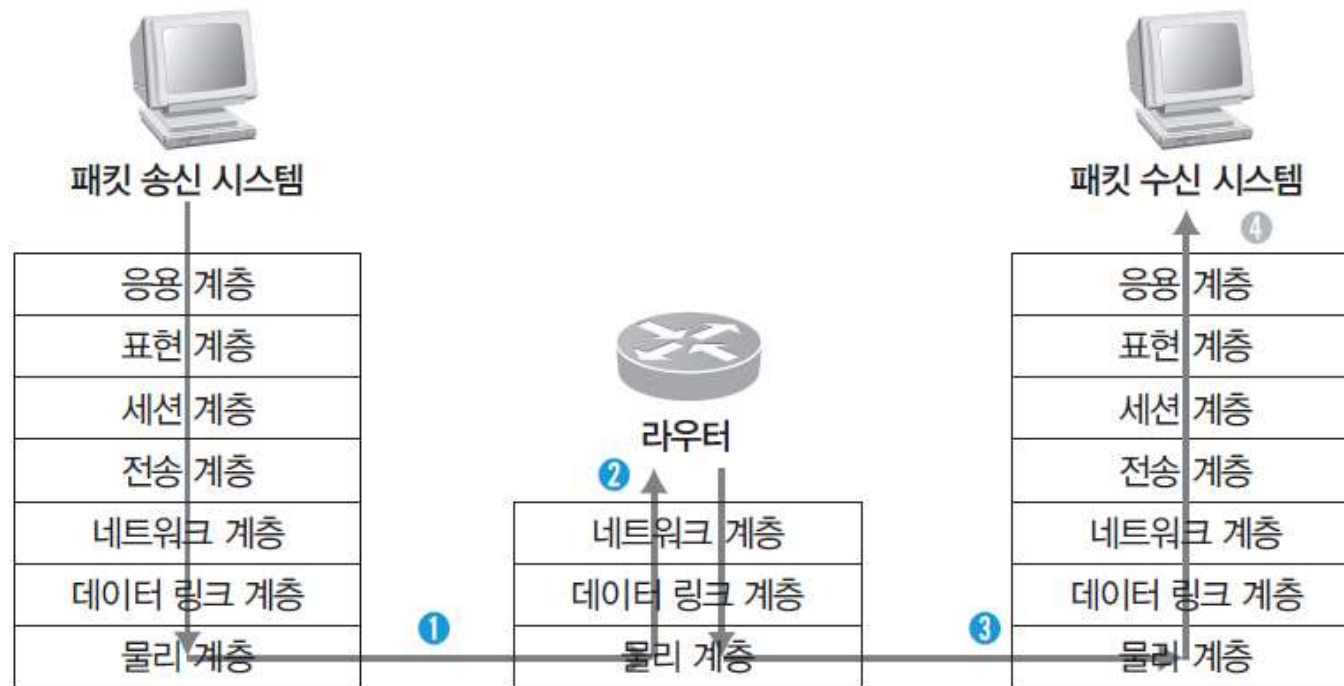 패킷 송신 시스템
응용 계층
표현 계층
세션 계층
전송 계층
네트워크 계층
데이터 링크 계층
물리 계층
1
라우터
2
네트워크 계층
데이터 링크 계층
물리 계층
3
패킷 수신 시스템
4
응용 계층
표현 계층
세션 계층
전송 계층
네트워크 계층
데이터 링크 계층
물리 계층